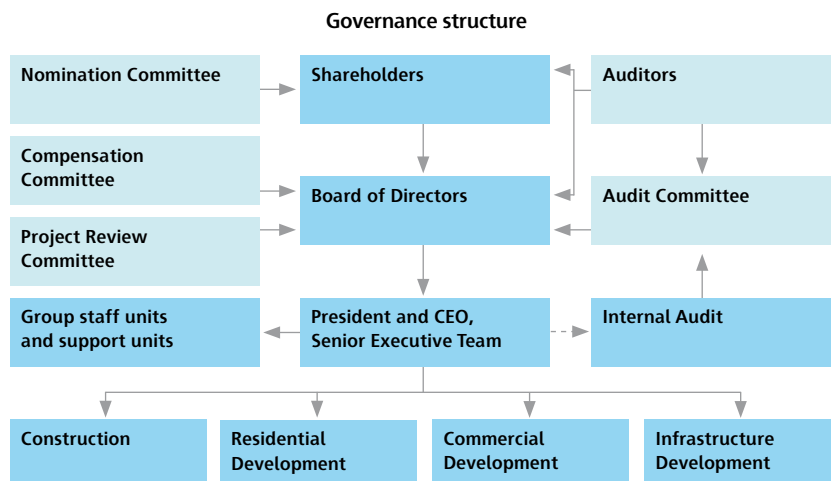 Governance structure
Nomination Committee
Shareholders
Auditors
Compensation
Committee
Board of Directors
Audit Committee
Project Review
Committee
Group staff units
and support units
President and CEO,
Senior Executive Team
Internal Audit
Construction
Residential
Development
Commercial
Development
Infrastructure
Development